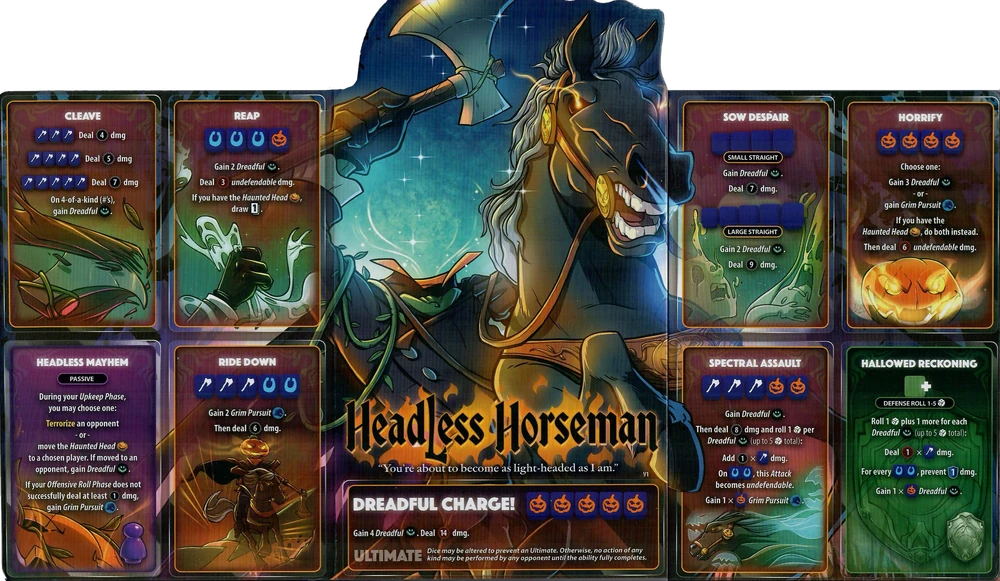 CLEAVE
Deal 4 dmg
Deal 5 dmg
Deal 7 dmg
On 4-of-a-kind (#'s),
gain Dreadful.
REAP
Gain 2 Dreadful.
Deal 3 undefendable dmg.
If you have the Haunted Head
draw 1.
SOW DESPAIR
SMALL STRAIGHT
Gain Dreadful.
Deal 7 dmg.
LARGE STRAIGHT
Gain 2 Dreadful.
Deal 9 dmg.
HORRIFY
Choose one:
Gain 3 Dreadful
- or -
gain Grim Pursuit.
If you have the
Haunted Head, do both instead.
Then deal 6 undefendable dmg.
HEADLESS MAYHEM
PASSIVE
During your Upkeep Phase,
you may choose one:
Terrorize an opponent
- or -
move the Haunted Head
to a chosen player. If moved to an
opponent, gain Dreadful.
If your Offensive Roll Phase does not
successfully deal at least 1 dmg,
gain Grim Pursuit.
RIDE DOWN
Gain 2 Grim Pursuit.
Then deal 6 dmg.
Headless Horseman
"You're about to become as light-headed as I am."
V1
DREADFUL CHARGE!
Gain 4 Dreadful. Deal 14 dmg.
ULTIMATE
Dice may be altered to prevent an Ultimate. Otherwise, no action of any
kind may be performed by any opponent until the ability fully completes.
SPECTRAL ASSAULT
Gain Dreadful.
Then deal 8 dmg and roll 1 per
Dreadful (up to 5 total):
Add 1 × dmg.
On, this Attack
becomes undefendable.
Gain 1 × Grim Pursuit.
HALLOWED RECKONING
DEFENSE ROLL 1-5
Roll 1 plus 1 more for each
Dreadful (up to 5 total):
Deal 1 × dmg.
For every, prevent 1 dmg.
Gain 1 × Dreadful.